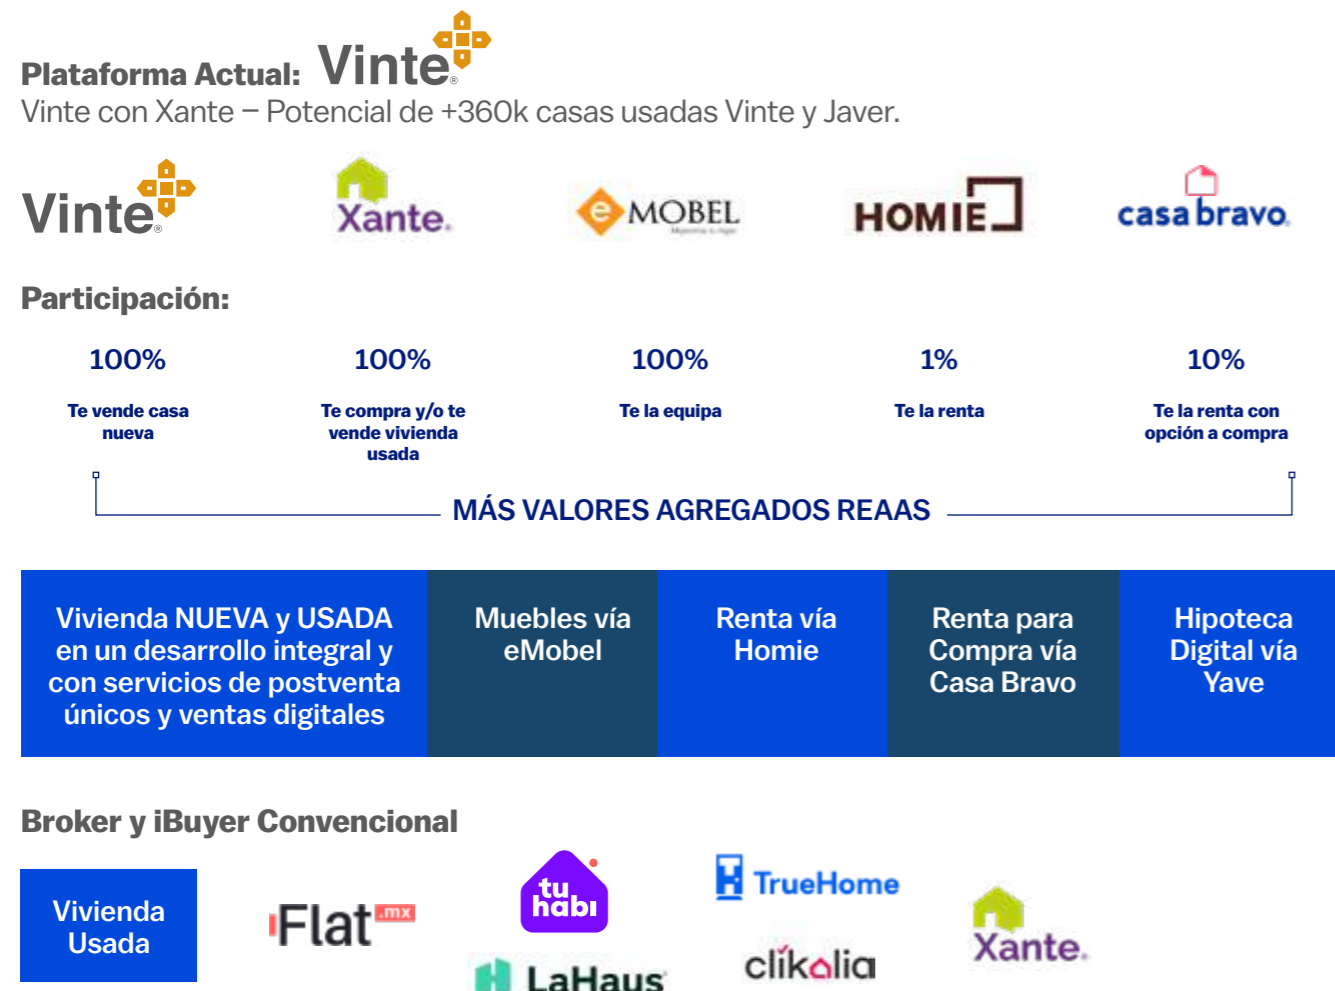 Plataforma Actual: Vinte®
Vinte con Xante – Potencial de +360k casas usadas Vinte y Javer.
Vinte® Xante. e MOBEL HOMIE casa bravo.
Participación:
100% 100% 100% 1% 10%
Te vende casa
nueva
Te compra y/o te
vende vivienda
usada
Te la equipa
Te la renta
Te la renta con
opción a compra
MÁS VALORES AGREGADOS REAAS
Vivienda NUEVA y USADA
en un desarrollo integral y
con servicios de postventa
únicos y ventas digitales
Muebles vía
eMobel
Renta vía
Homie
Renta para
Compra vía
Casa Bravo
Hipoteca
Digital vía
Yave
Broker y iBuyer Convencional
Vivienda
Usada
Flat.mx
tu
habi
LaHaus
TrueHome
clikalia
Xante.